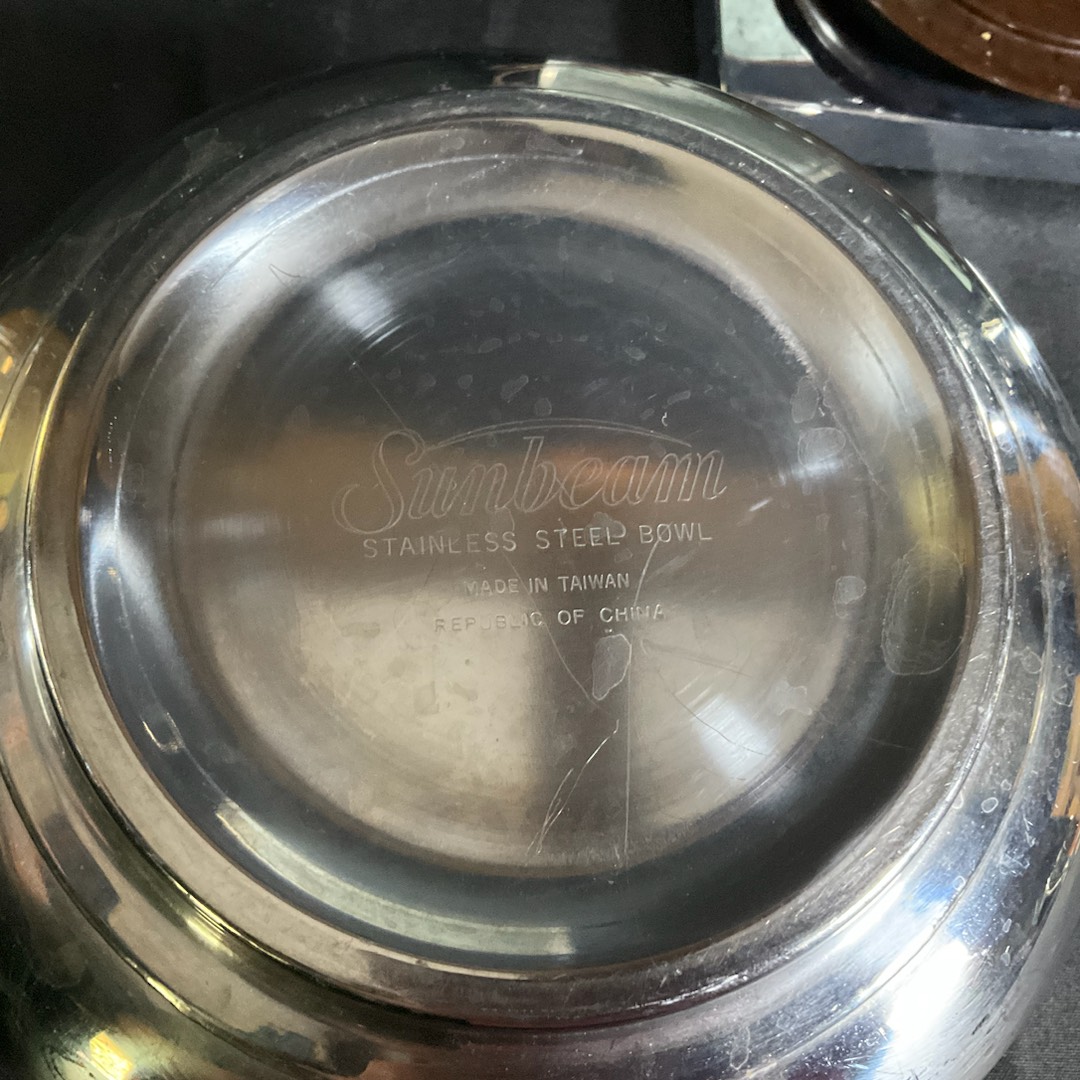 Sunbeam
STAINLESS STEEL BOWL
MADE IN TAIWAN
REPUBLIC OF CHINA